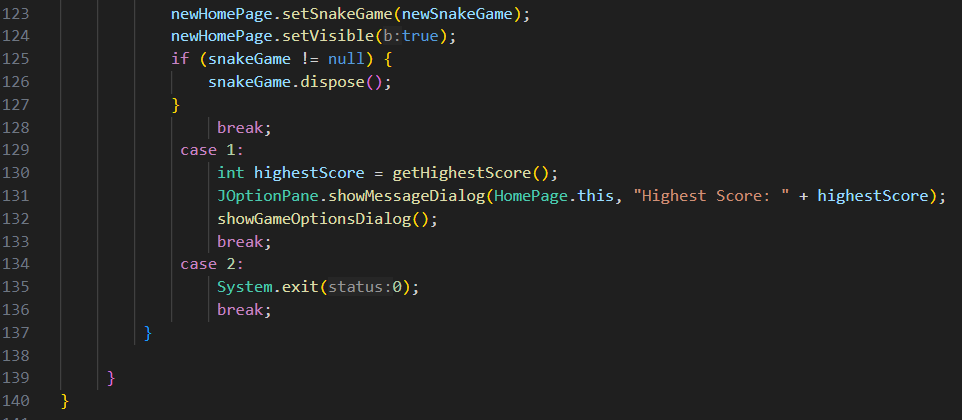 123 newHomePage.setSnakeGame(newSnakeGame);
124 newHomePage.setVisible(b:true);
125 if (snakeGame != null) {
126 snakeGame.dispose();
127 }
128 break;
129 case 1:
130 int highestScore = getHighestScore();
131 JOptionPane.showMessageDialog(HomePage.this, "Highest Score: " + highestScore);
132 showGameOptionsDialog();
133 break;
134 case 2:
135 System.exit(status:0);
136 break;
137 }
138
139 }
140 }